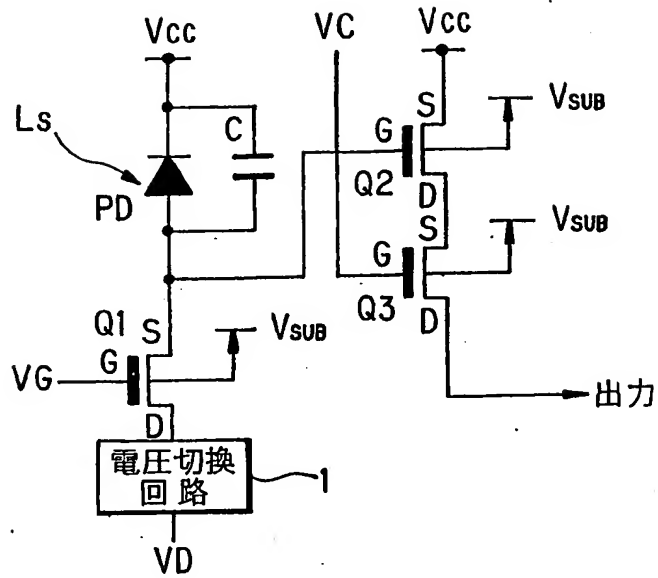 VCC
VC
VCC
LS
C
PD
S
G
Q2
D
VSUB
S
G
Q3
D
VSUB
Q1
S
G
D
VSUB
VG
出力
電圧切換
回路
1
VD